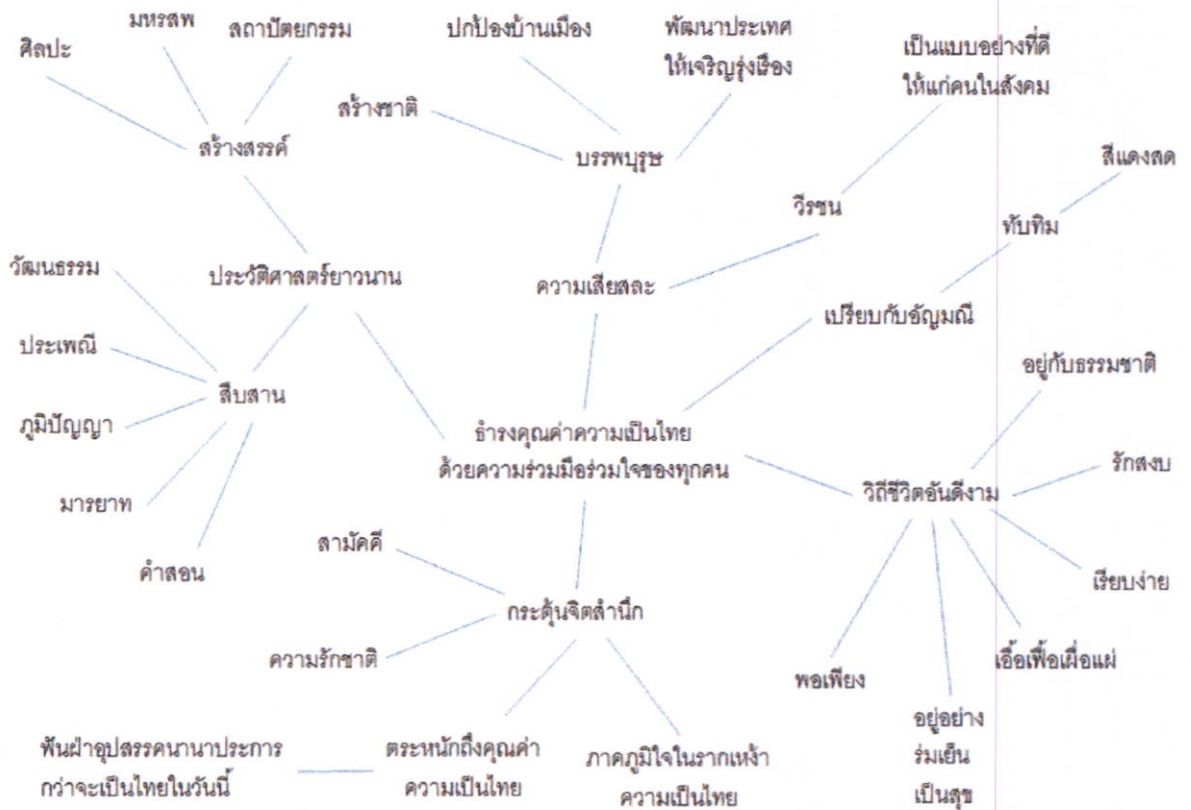 มหรสพ
สถาปัตยกรรม
ศิลปะ
สร้างสรรค์
ปกป้องบ้านเมือง
พัฒนาประเทศ
ให้เจริญรุ่งเรือง
สร้างชาติ
บรรพบุรุษ
เป็นแบบอย่างที่ดี
ให้แก่คนในสังคม
วีรชน
สีแดงสด
ทับทิม
วัฒนธรรม
ประวัติศาสตร์ยาวนาน
ความเสียสละ
เปรียบกับอัญมณี
ประเพณี
สืบสาน
ภูมิปัญญา
มารยาท
คำสอน
ธำรงคุณค่าความเป็นไทย
ด้วยความร่วมมือร่วมใจของทุกคน
อยู่กับธรรมชาติ
รักสงบ
วิถีชีวิตอันดีงาม
เรียบง่าย
เอื้อเฟื้อเผื่อแผ่
พอเพียง
อยู่อย่าง
ร่มเย็น
เป็นสุข
สามัคคี
กระตุ้นจิตสำนึก
ความรักชาติ
ฟันฝ่าอุปสรรคนานาประการ
กว่าจะเป็นไทยในวันนี้
ตระหนักถึงคุณค่า
ความเป็นไทย
ภาคภูมิใจในรากเหง้า
ความเป็นไทย